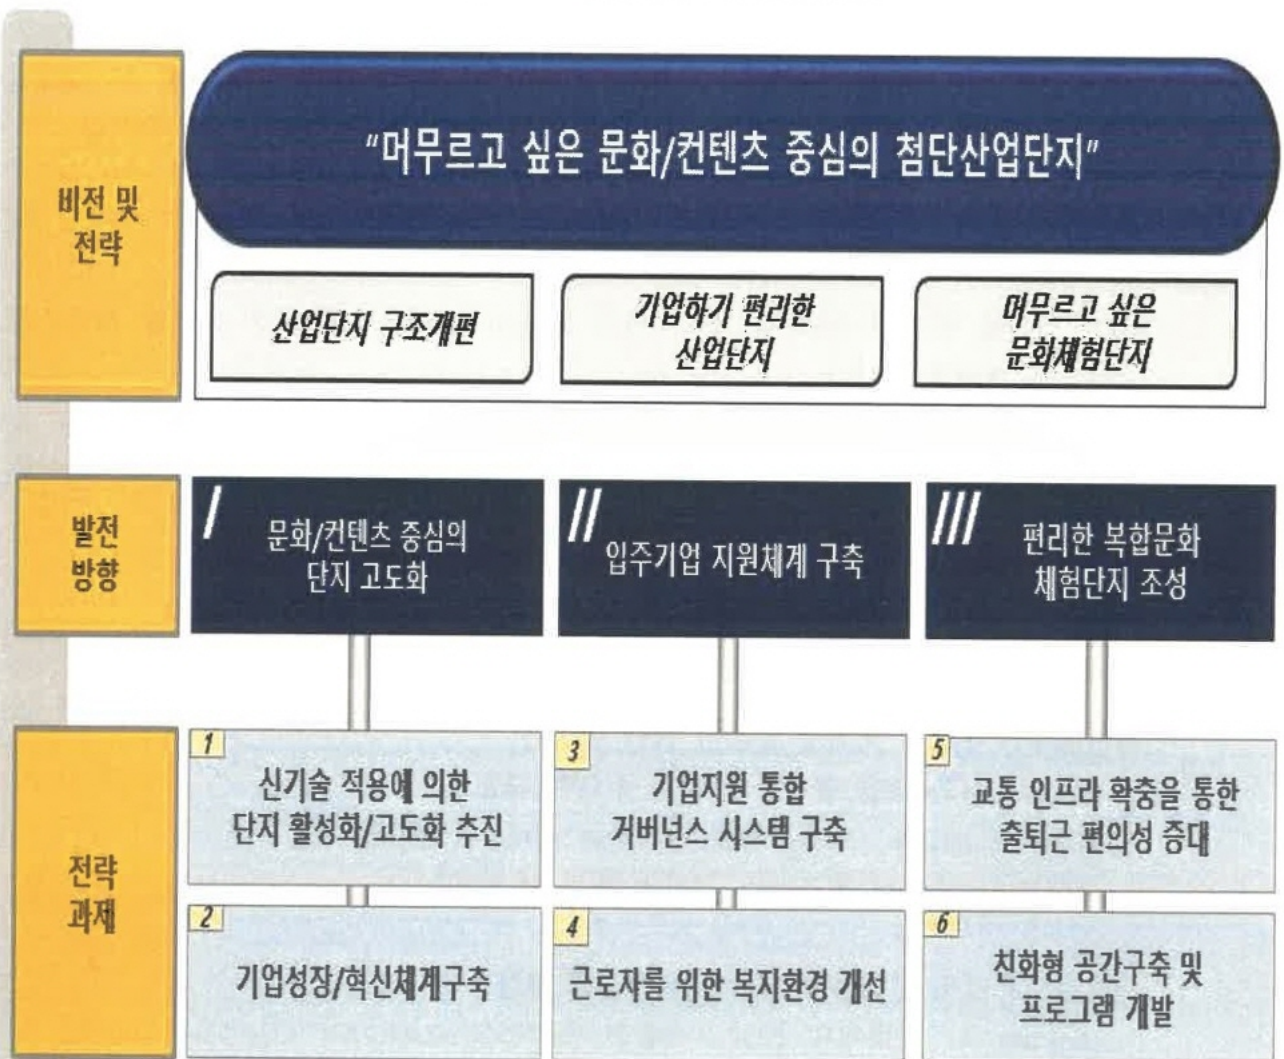 비전 및
전략
"머무르고 싶은 문화/컨텐츠 중심의 첨단산업단지"
산업단지 구조개편
기업하기 편리한
산업단지
머무르고 싶은
문화체험단지
발전
방향
I
문화/컨텐츠 중심의
단지 고도화
II
입주기업 지원체계 구축
III
편리한 복합문화
체험단지 조성
전략
과제
1
신기술 적용에 의한
단지 활성화/고도화 추진
2
기업성장/혁신체계구축
3
기업지원 통합
거버넌스 시스템 구축
4
근로자를 위한 복지환경 개선
5
교통 인프라 확충을 통한
출퇴근 편의성 증대
6
친화형 공간구축 및
프로그램 개발